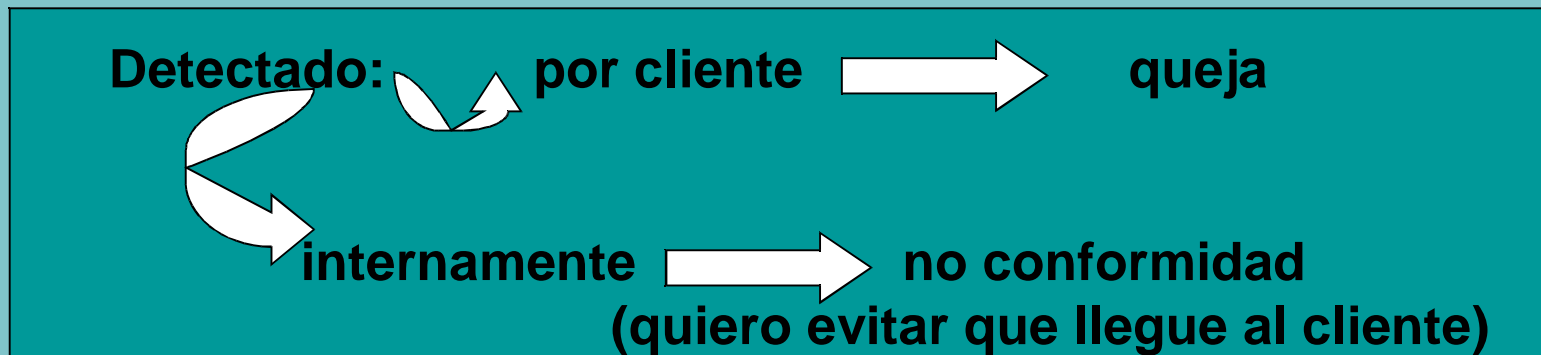 Detectado: por cliente queja
internamente no conformidad
(quiero evitar que llegue al cliente)